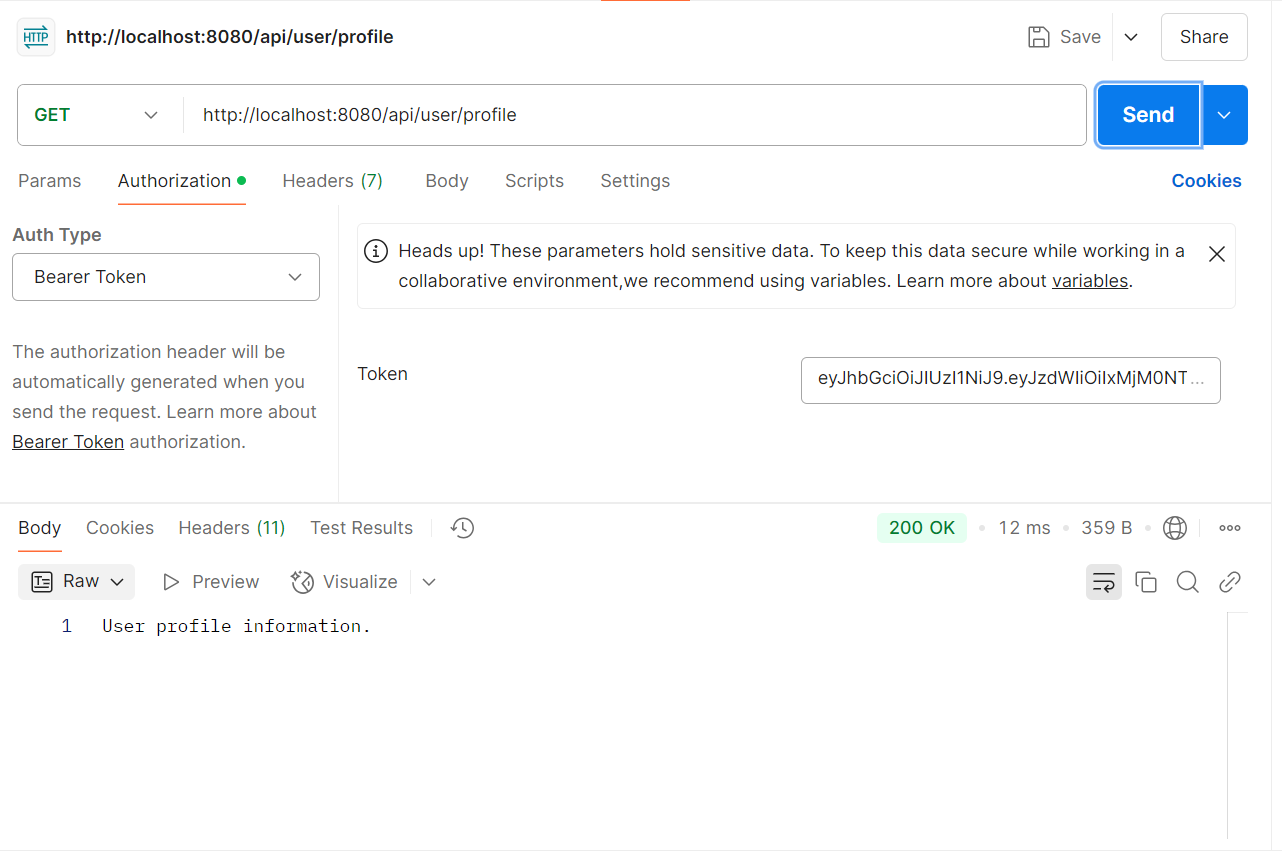 HTTP http://localhost:8080/api/user/profile Save Share
GET http://localhost:8080/api/user/profile Send
Params Authorization Headers (7) Body Scripts Settings Cookies
Auth Type
Bearer Token
The authorization header will be
automatically generated when you
send the request. Learn more about
Bearer Token authorization.
Heads up! These parameters hold sensitive data. To keep this data secure while working in a
collaborative environment,we recommend using variables. Learn more about variables.
Token eyJhbGciOiJIUzI1NiJ9.eyJzdWIiOiIxMjM0NT...
Body Cookies Headers (11) Test Results 200 OK 12 ms 359 B
Raw Preview Visualize
1 User profile information.